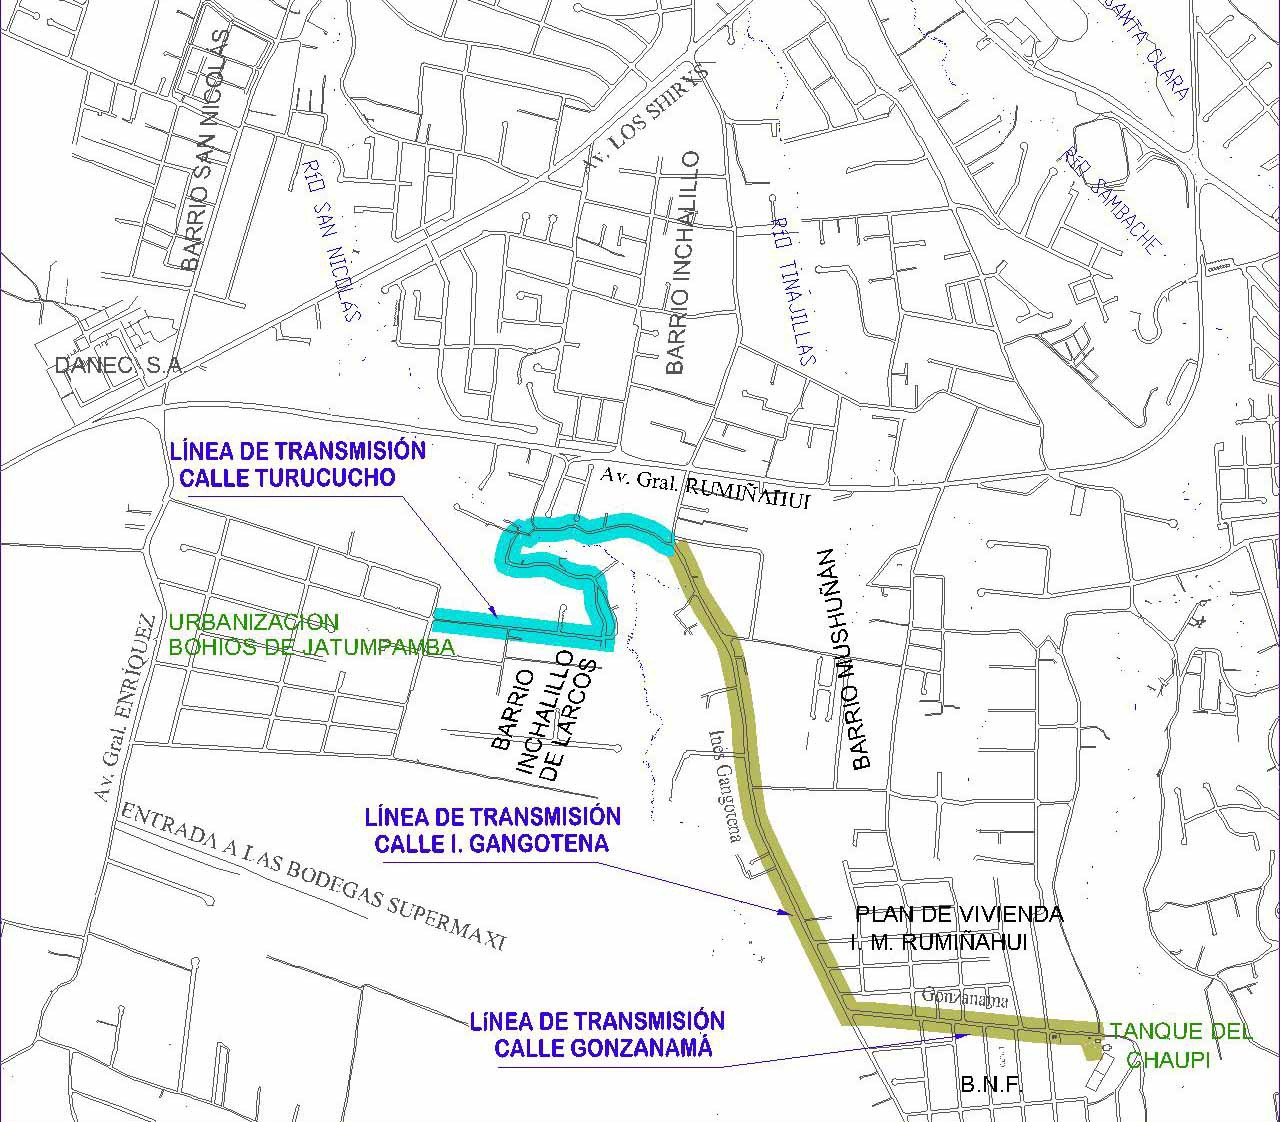 SANTA CLARA
BARRIO SAN NICOLÁS
Av. LOS SHIRYS
RÍO SAN NICOLÁS
BARRIO INCHALILLO
RÍO TINAJILLAS
RÍO SAMBACHE
DANEC. S.A.
LÍNEA DE TRANSMISIÓN
CALLE TURUCUCHO
Av. Gral. RUMIÑAHUI
URBANIZACION
BOHIOS DE JATUMPAMBA
Av. Gral. ENRÍQUEZ
BARRIO
INCHALILLO
DE LARCOS
BARRIO MUSHUÑAN
Inés Gangotena
LÍNEA DE TRANSMISIÓN
CALLE I. GANGOTENA
ENTRADA A LAS BODEGAS SUPERMAXI
PLAN DE VIVIENDA
I. M. RUMIÑAHUI
Gonzanama
LíNEA DE TRANSMISIÓN
CALLE GONZANAMÁ
TANQUE DEL
CHAUPI
B.N.F.